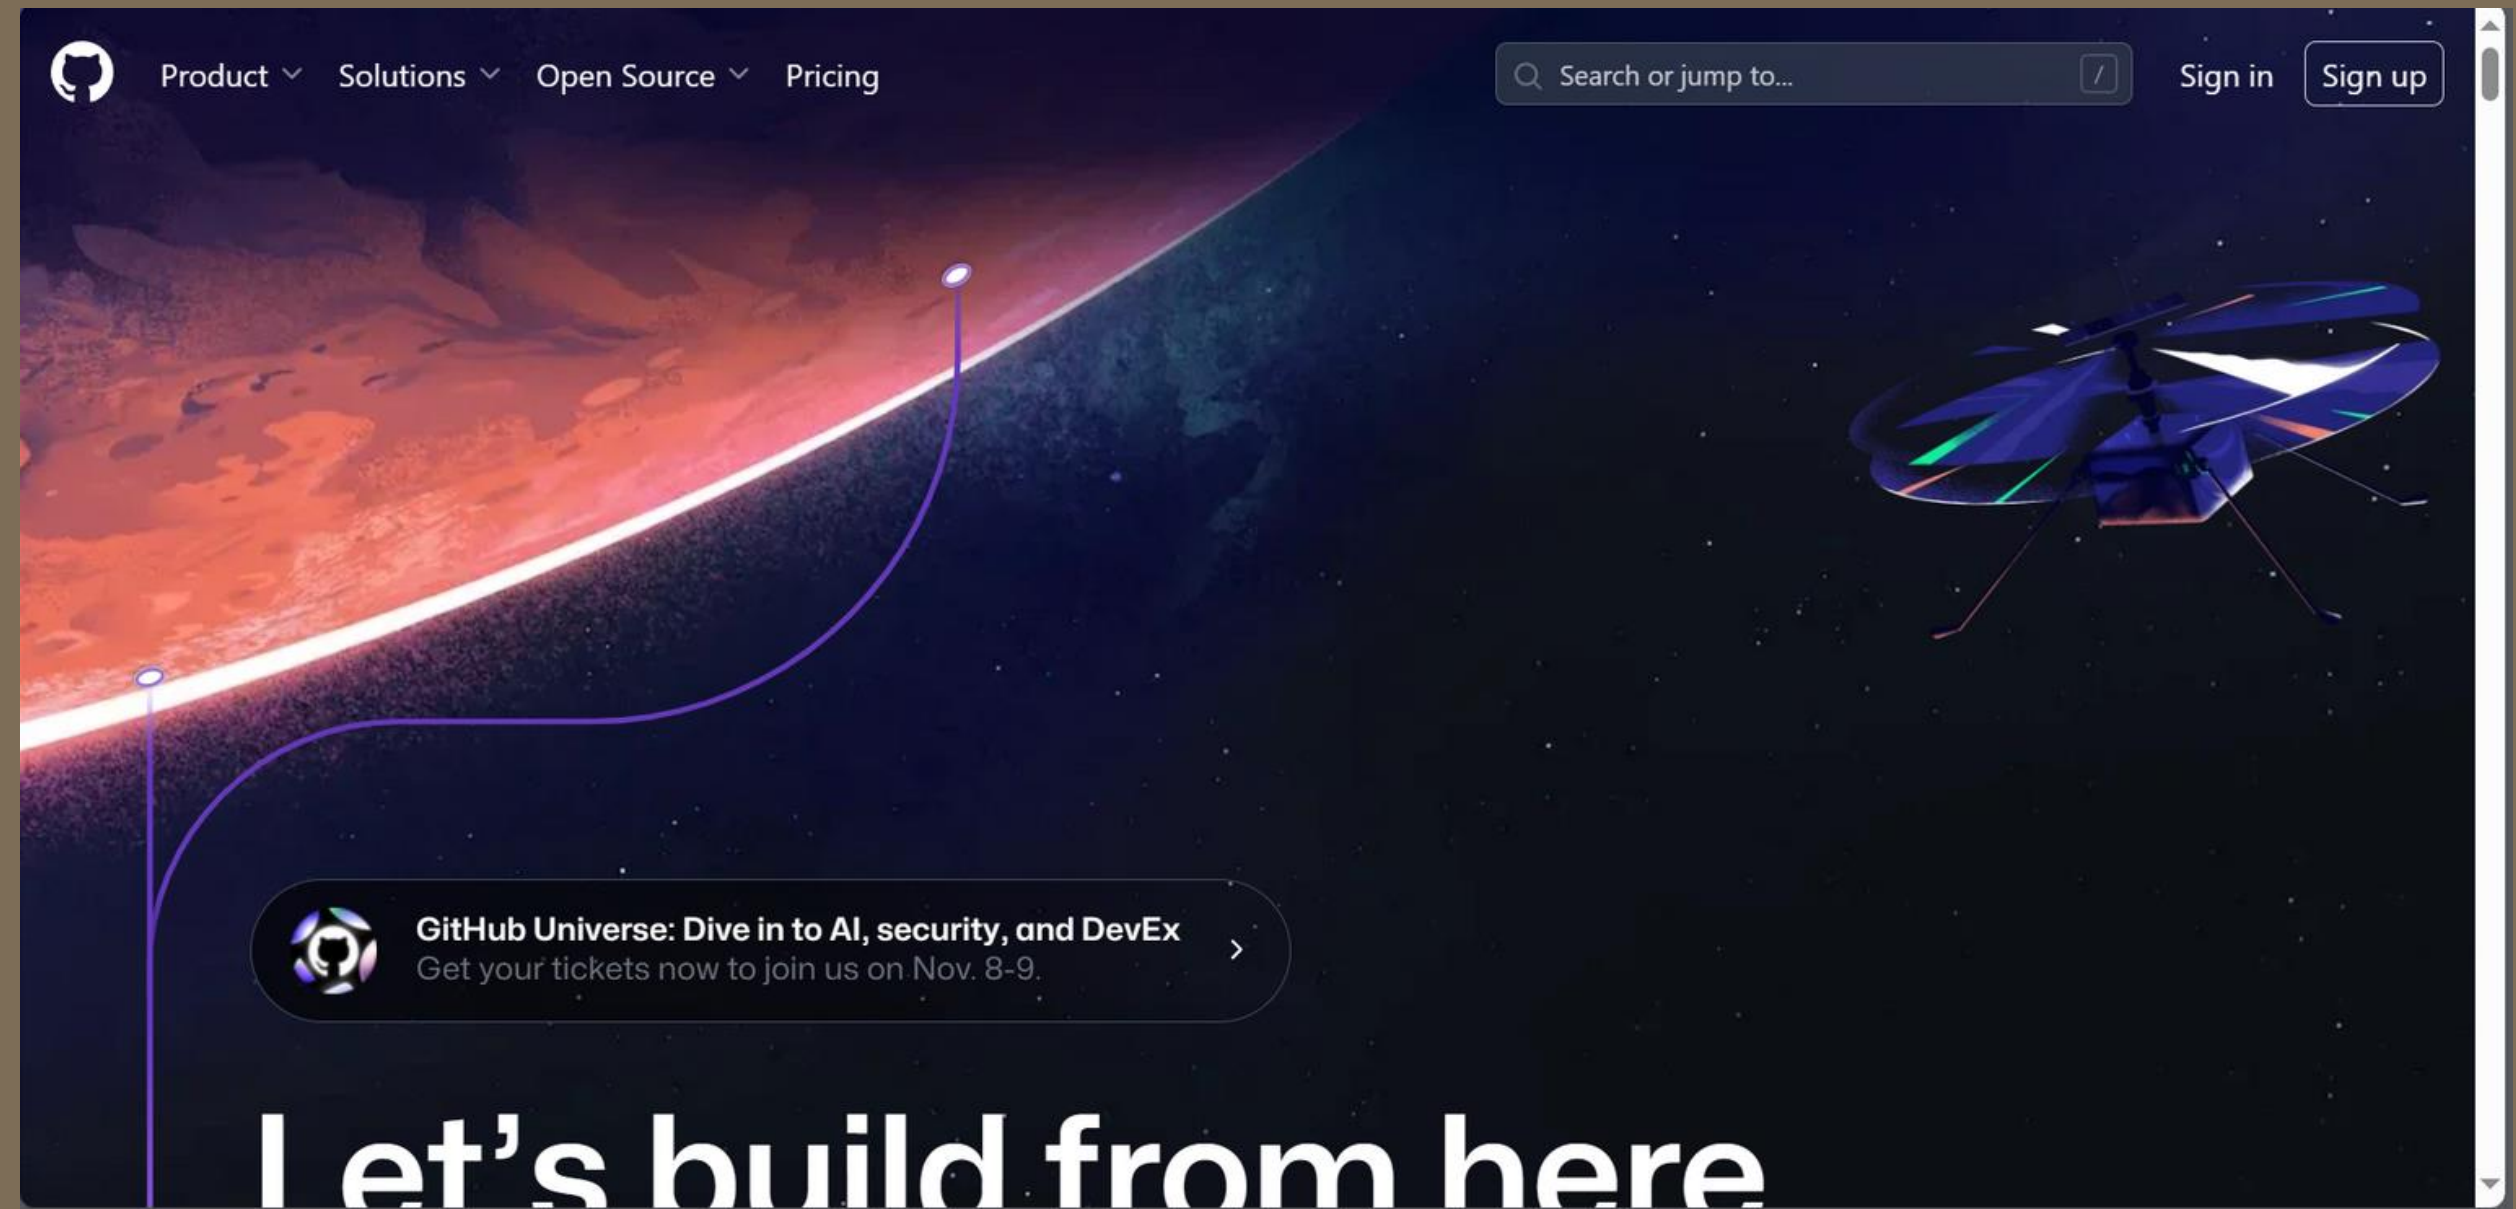 Product Solutions Open Source Pricing Search or jump to... / Sign in Sign up
GitHub Universe: Dive in to AI, security, and DevEx
Get your tickets now to join us on Nov. 8-9.
Let's build from here